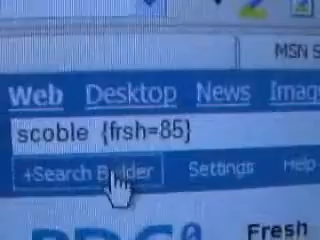 MSN S
Web Desktop News Imag
scoble {frsh=85}
+Search Builder Settings Help
Fresh